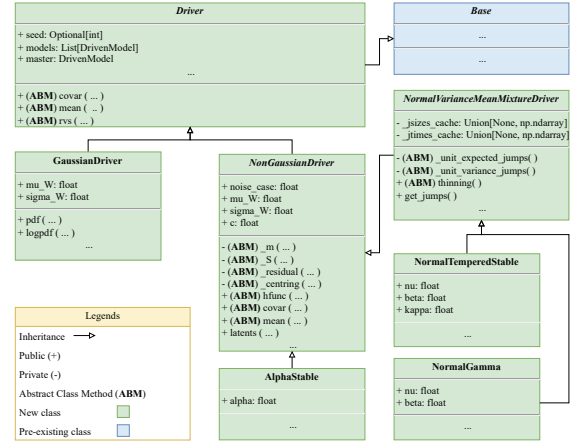 Driver
+ seed: Optional[int]
+ models: List[DrivenModel]
+ master: DrivenModel
...
+ (ABM) covar ( ... )
+ (ABM) mean ( .. )
+ (ABM) rvs ( ... )
Base
...
...
NormalVarianceMeanMixtureDriver
- _jsizes_cache: Union[None, np.ndarray]
- _jtimes_cache: Union[None, np.ndarray]
- (ABM) _unit_expected_jumps( )
- (ABM) _unit_variance_jumps( )
+ (ABM) thinning( )
+ get_jumps( )
...
GaussianDriver
+ mu_W: float
+ sigma_W: float
+ pdf ( ... )
+ logpdf ( ... )
...
NonGaussianDriver
+ noise_case: float
+ mu_W: float
+ sigma_W: float
+ c: float
- (ABM) _m ( ... )
- (ABM) _S ( ... )
- (ABM) _residual ( ... )
- (ABM) _centring ( ... )
+ (ABM) hfunc ( ... )
+ (ABM) covar ( ... )
+ (ABM) mean ( ... )
+ latents ( ... )
...
NormalTemperedStable
+ nu: float
+ beta: float
+ kappa: float
...
AlphaStable
+ alpha: float
...
NormalGamma
+ nu: float
+ beta: float
...
Legends
Inheritance
Public (+)
Private (-)
Abstract Class Method (ABM)
New class
Pre-existing class